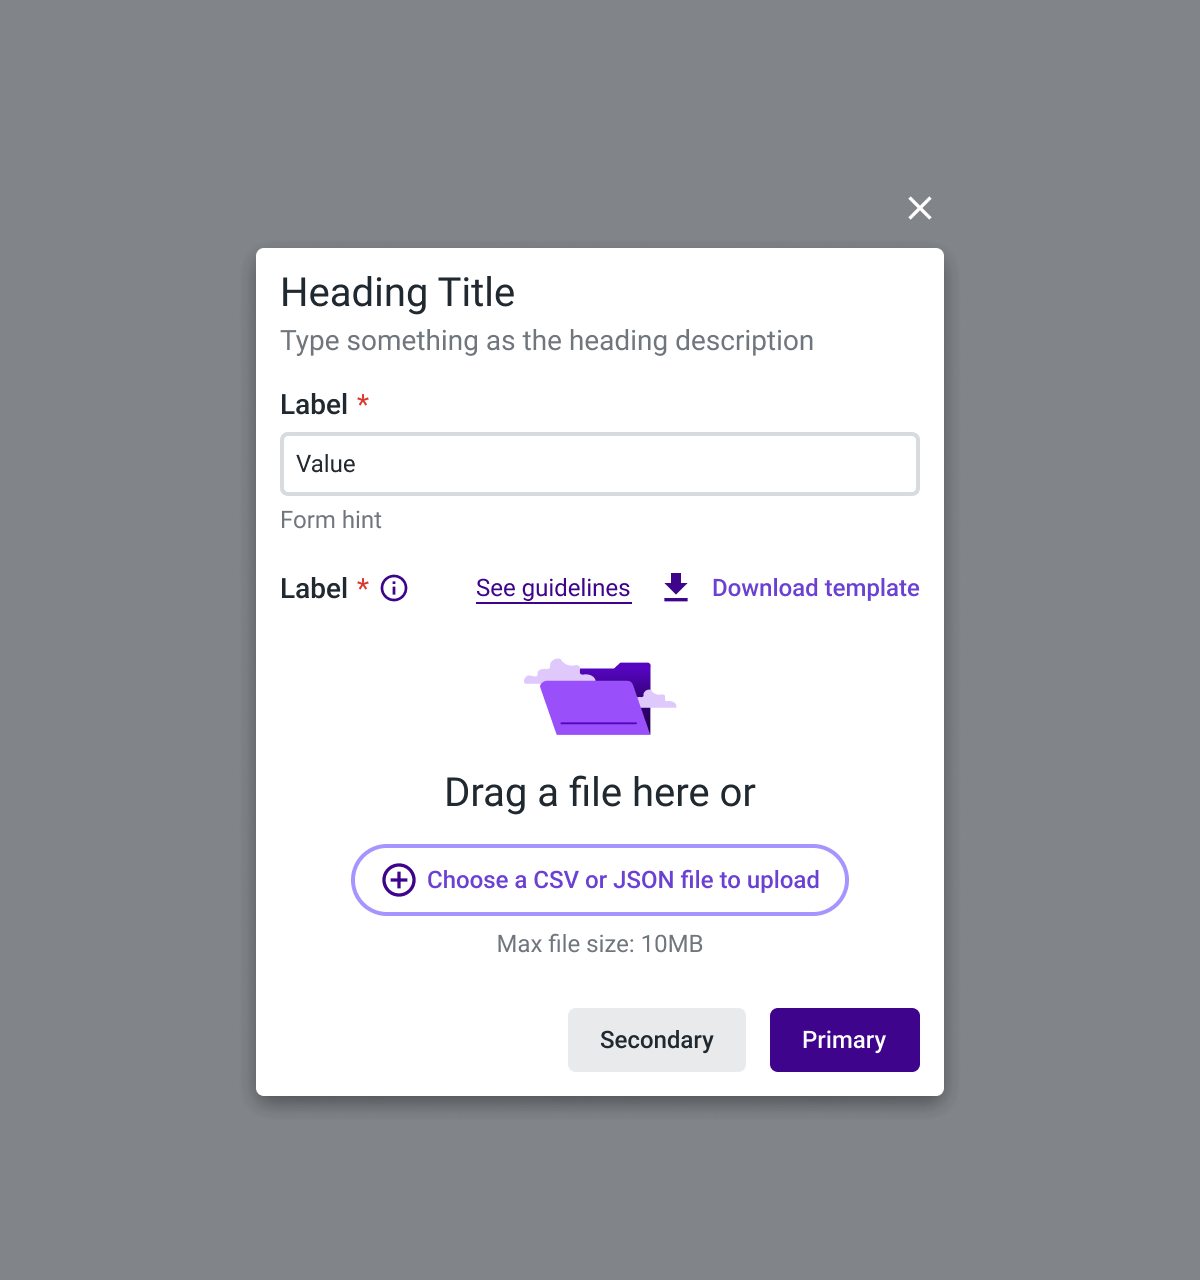 Heading Title
Type something as the heading description
Label *
Value
Form hint
Label * See guidelines Download template
Drag a file here or
Choose a CSV or JSON file to upload
Max file size: 10MB
Secondary Primary